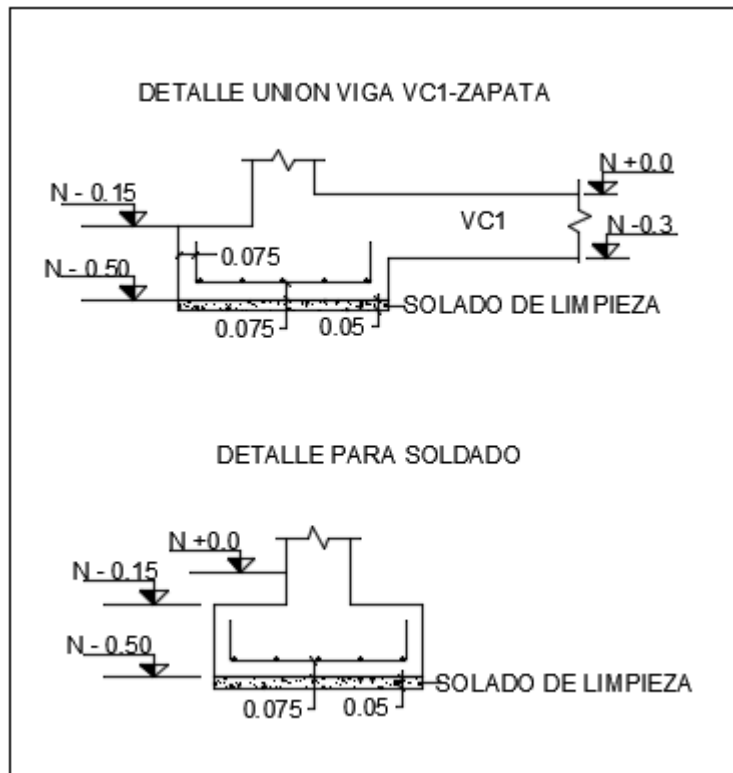 DETALLE UNION VIGA VC1-ZAPATA
N +0.0
N - 0.15
VC1
N -0.3
0.075
N - 0.50
SOLADO DE LIMPIEZA
0.075
0.05
DETALLE PARA SOLDADO
N +0.0
N - 0.15
N - 0.50
SOLADO DE LIMPIEZA
0.075
0.05